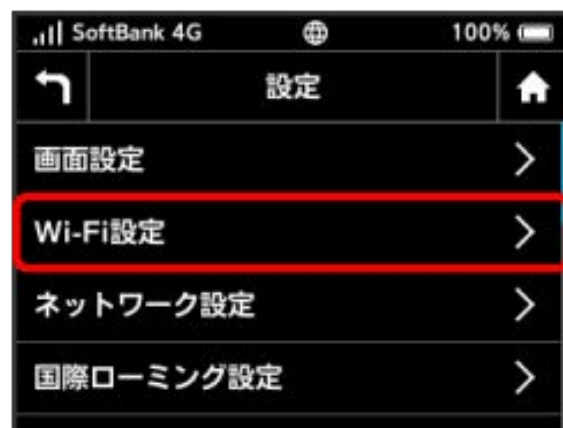 SoftBank 4G 100%
設定
画面設定
Wi-Fi設定
ネットワーク設定
国際ローミング設定